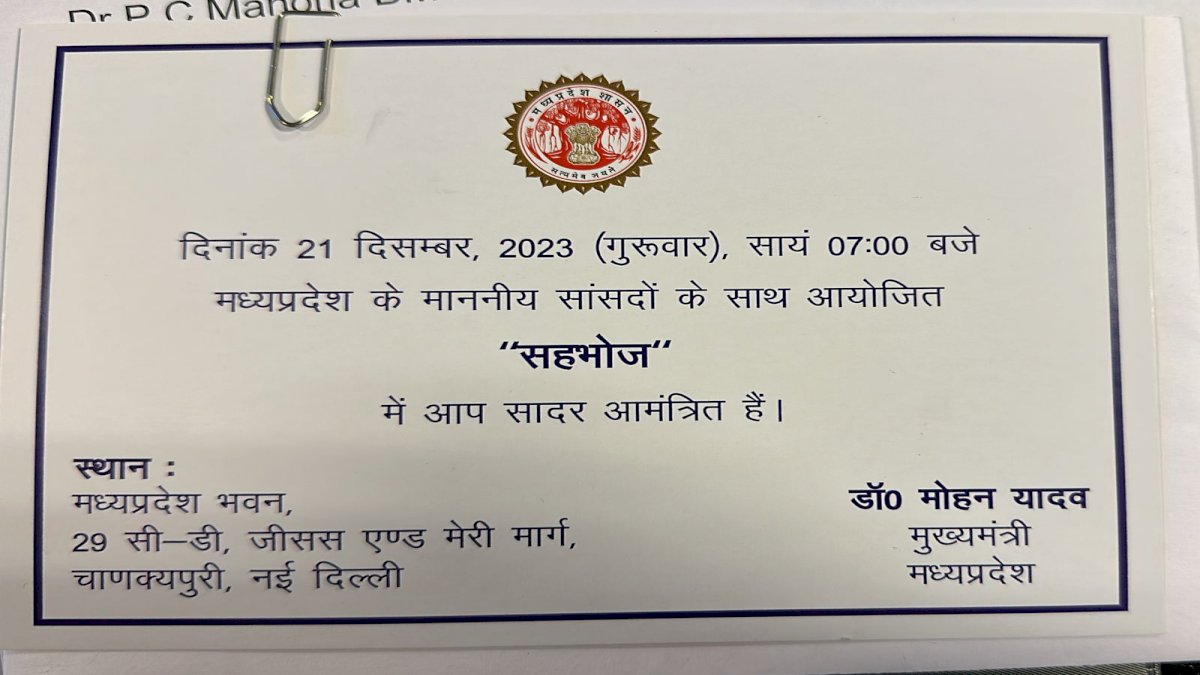 Dr P C Mahoria
मध्यप्रदेश शासन
सत्यमेव जयते
दिनांक 21 दिसम्बर, 2023 (गुरूवार), सायं 07:00 बजे
मध्यप्रदेश के माननीय सांसदों के साथ आयोजित
“सहभोज“
में आप सादर आमंत्रित हैं।
स्थान :
मध्यप्रदेश भवन,
29 सी–डी, जीसस एण्ड मेरी मार्ग,
चाणक्यपुरी, नई दिल्ली
डॉ0 मोहन यादव
मुख्यमंत्री
मध्यप्रदेश